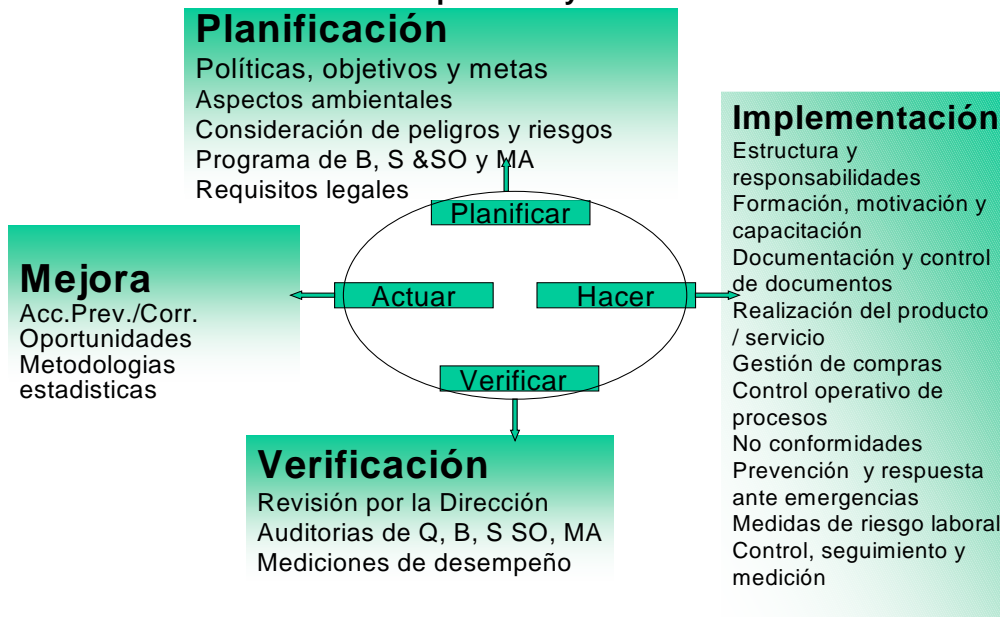 Planificación
Políticas, objetivos y metas
Aspectos ambientales
Consideración de peligros y riesgos
Programa de B, S &SO y MA
Requisitos legales
Planificar
Mejora
Acc.Prev./Corr.
Oportunidades
Metodologias
estadisticas
Actuar
Hacer
Verificar
Implementación
Estructura y
responsabilidades
Formación, motivación y
capacitación
Documentación y control
de documentos
Realización del producto
/ servicio
Gestión de compras
Control operativo de
procesos
No conformidades
Prevención y respuesta
ante emergencias
Medidas de riesgo laboral
Control, seguimiento y
medición
Verificación
Revisión por la Dirección
Auditorias de Q, B, S SO, MA
Mediciones de desempeño